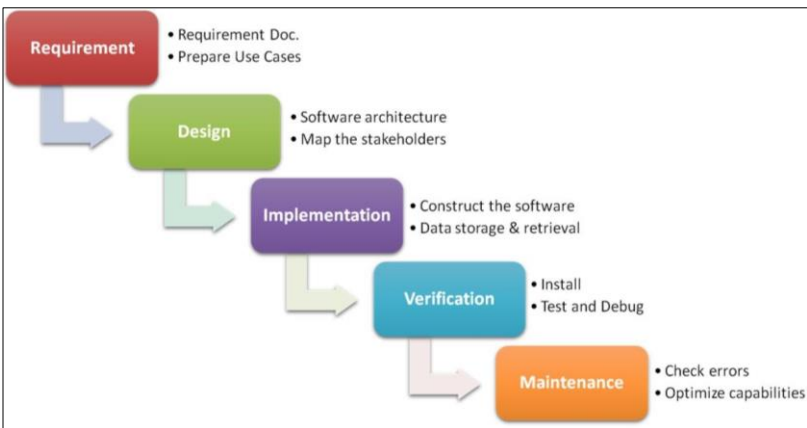 Requirement
• Requirement Doc.
• Prepare Use Cases
Design
• Software architecture
• Map the stakeholders
Implementation
• Construct the software
• Data storage & retrieval
Verification
• Install
• Test and Debug
Maintenance
• Check errors
• Optimize capabilities